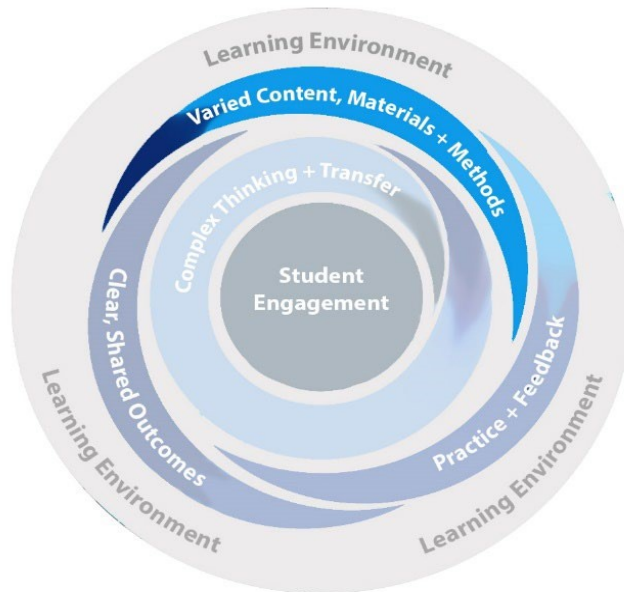 Learning Environment
Varied Content, Materials + Methods
Complex Thinking + Transfer
Student
Engagement
Clear, Shared Outcomes
Practice + Feedback
Learning Environment
Learning Environment